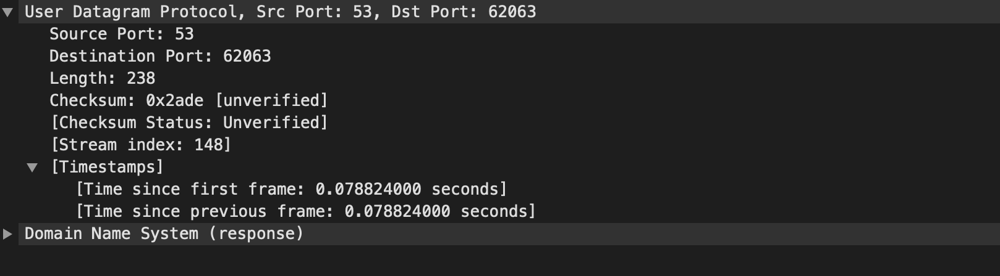 User Datagram Protocol, Src Port: 53, Dst Port: 62063
Source Port: 53
Destination Port: 62063
Length: 238
Checksum: 0x2ade [unverified]
[Checksum Status: Unverified]
[Stream index: 148]
[Timestamps]
[Time since first frame: 0.078824000 seconds]
[Time since previous frame: 0.078824000 seconds]
Domain Name System (response)